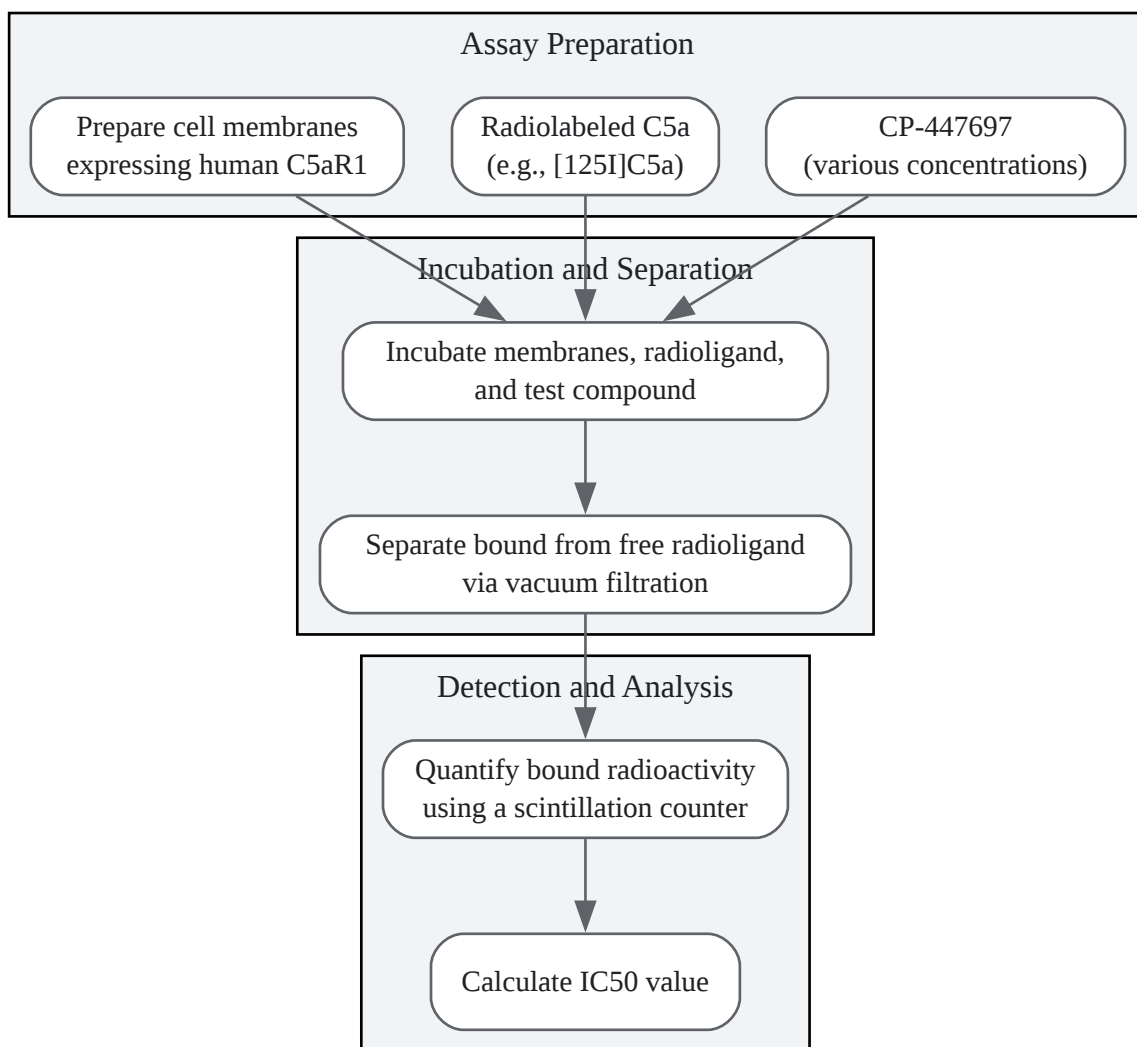 Assay Preparation
Prepare cell membranes
expressing human C5aR1
Radiolabeled C5a
(e.g., [125I]C5a)
CP-447697
(various concentrations)
Incubation and Separation
Incubate membranes, radioligand,
and test compound
Separate bound from free radioligand
via vacuum filtration
Detection and Analysis
Quantify bound radioactivity
using a scintillation counter
Calculate IC50 value